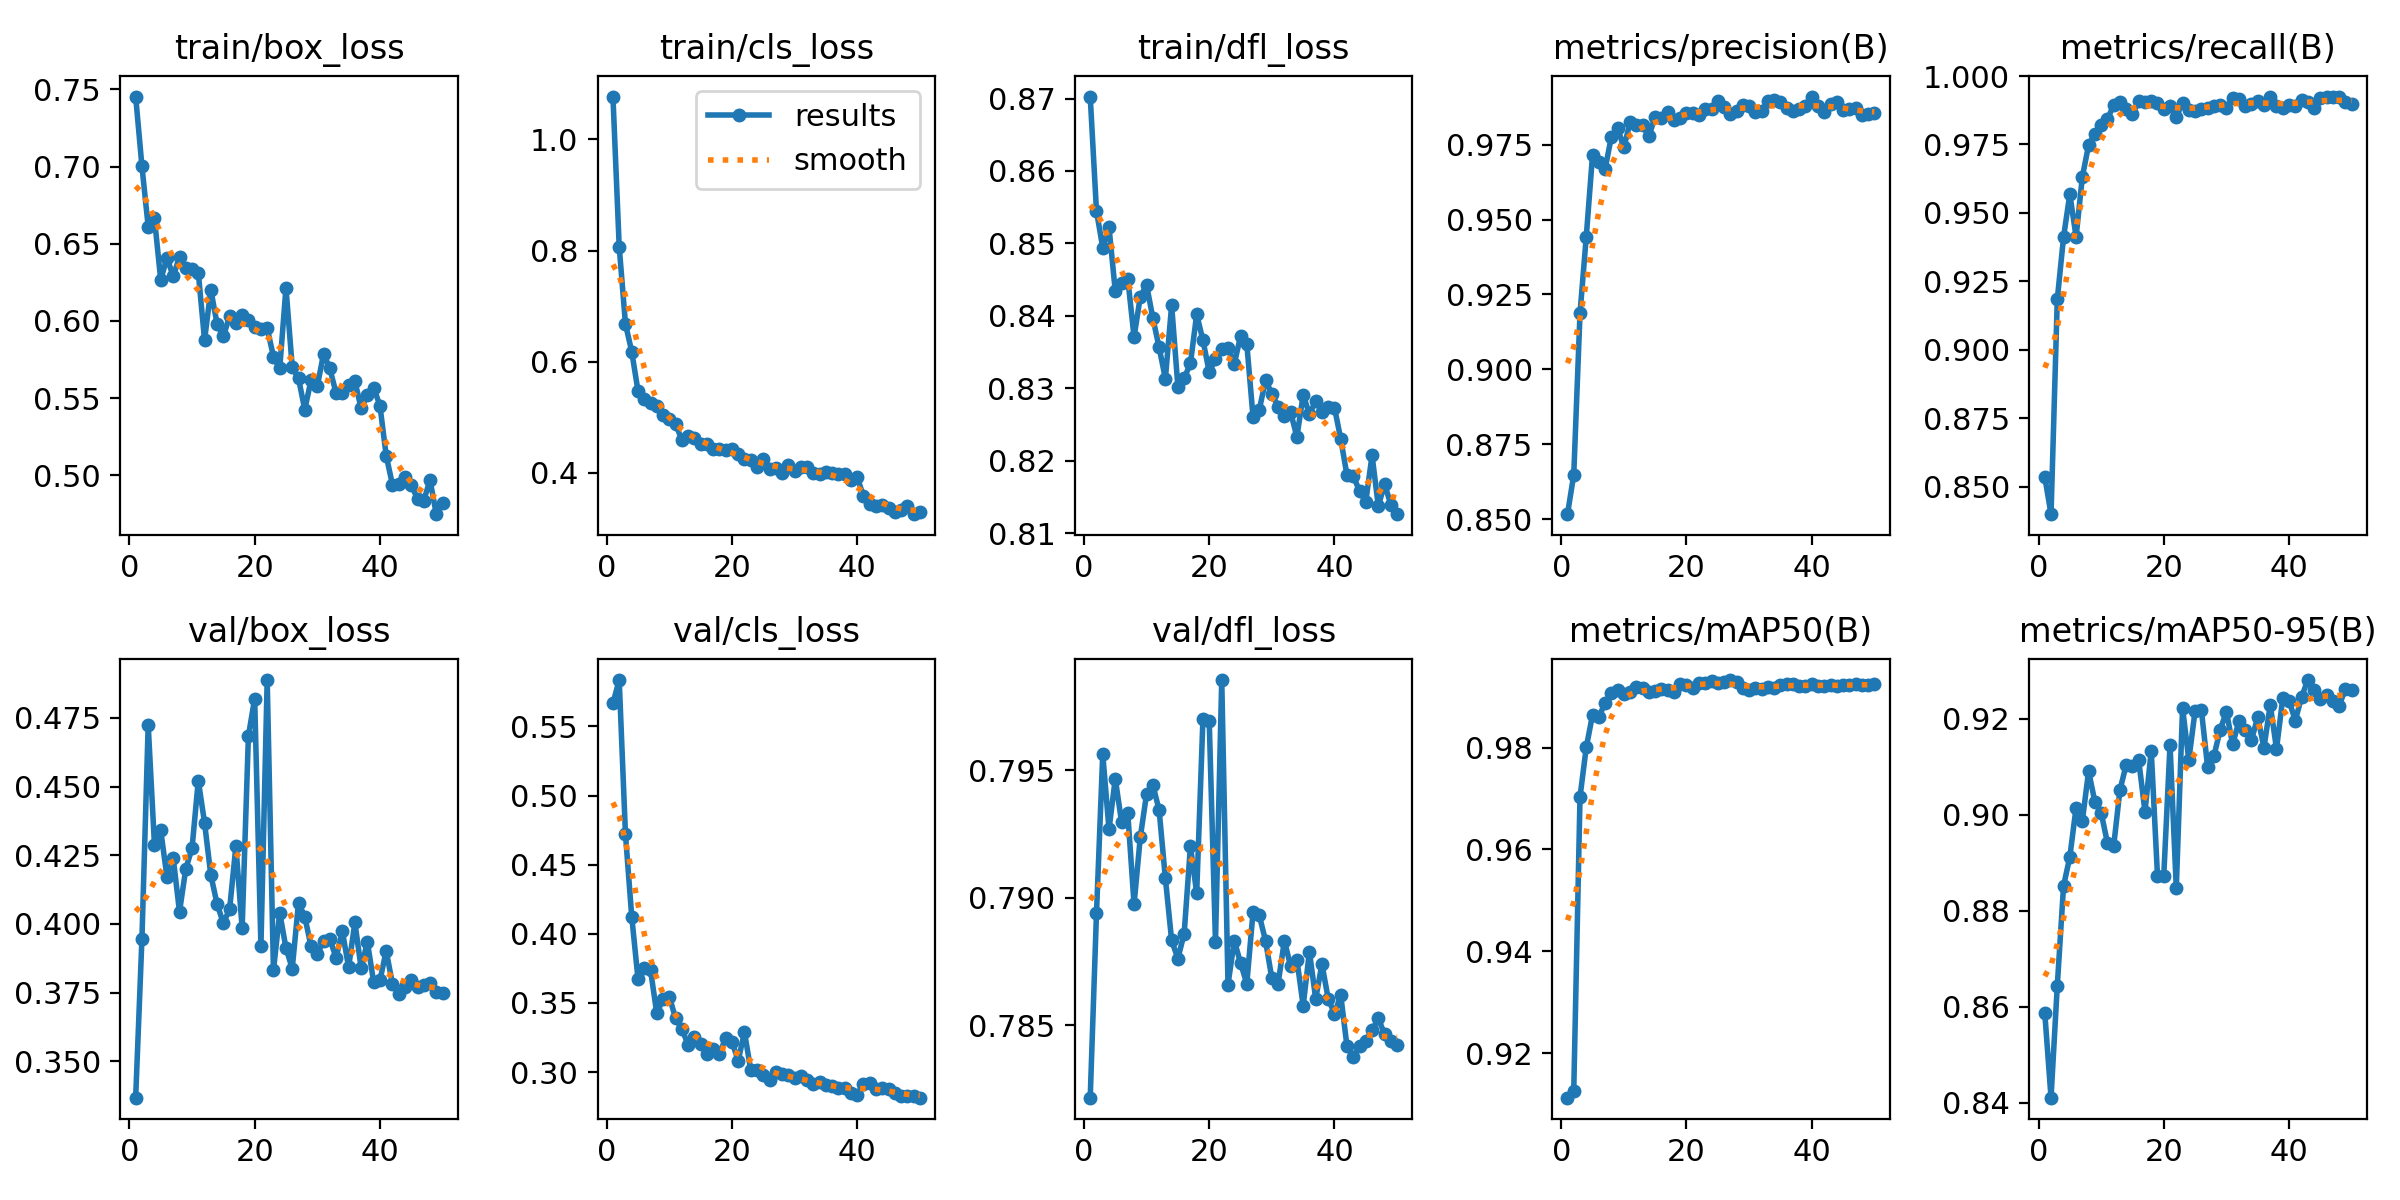 train/box_loss
0.75
0.70
0.65
0.60
0.55
0.50
0 20 40
train/cls_loss
results
smooth
1.0
0.8
0.6
0.4
0 20 40
train/dfl_loss
0.87
0.86
0.85
0.84
0.83
0.82
0.81
0 20 40
metrics/precision(B)
0.975
0.950
0.925
0.900
0.875
0.850
0 20 40
metrics/recall(B)
1.000
0.975
0.950
0.925
0.900
0.875
0.850
0 20 40
val/box_loss
0.475
0.450
0.425
0.400
0.375
0.350
0 20 40
val/cls_loss
0.55
0.50
0.45
0.40
0.35
0.30
0 20 40
val/dfl_loss
0.795
0.790
0.785
0 20 40
metrics/mAP50(B)
0.98
0.96
0.94
0.92
0 20 40
metrics/mAP50-95(B)
0.92
0.90
0.88
0.86
0.84
0 20 40